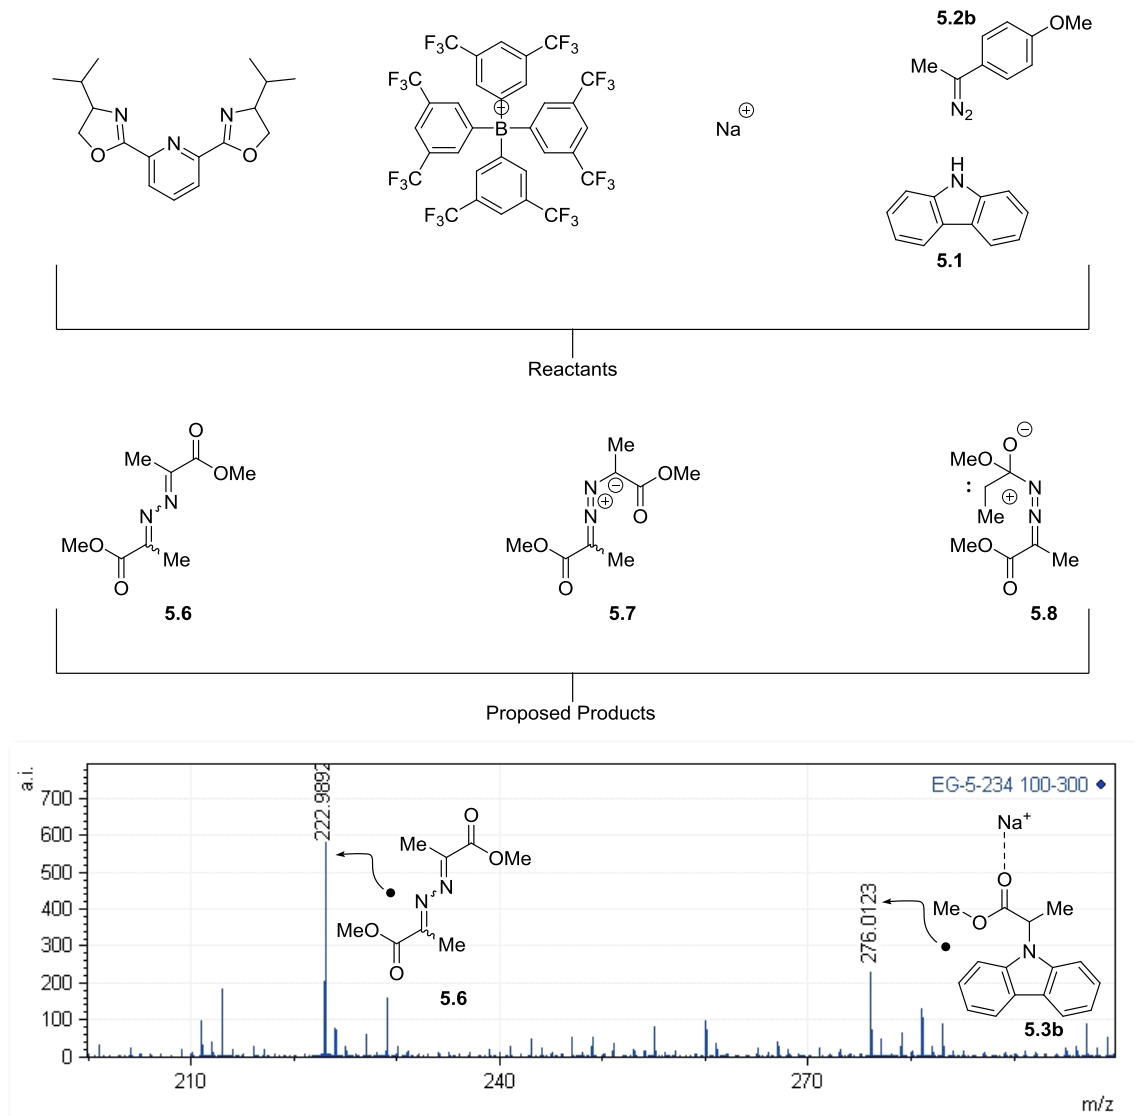 5.2b
OMe
Me
N2
F3C CF3
F3C CF3
F3C CF3
F3C CF3
B ⊕
Na ⊕
N N N
O O
H
N
5.1
Reactants
O
Me OMe
N
N
MeO Me
O
5.6
Me
OMe
N ⊖
⊕ O
N
MeO Me
O
5.7
O ⊖
MeO
: ⊕ N
Me N
MeO Me
O
5.8
Proposed Products
a.i.
700
600
500
400
300
200
100
0
210
240
270
m/z
EG-5-234 100-300
222.9892
O
Me OMe
N
N
MeO Me
O
5.6
276.0123
Na+
O
Me O Me
N
5.3b